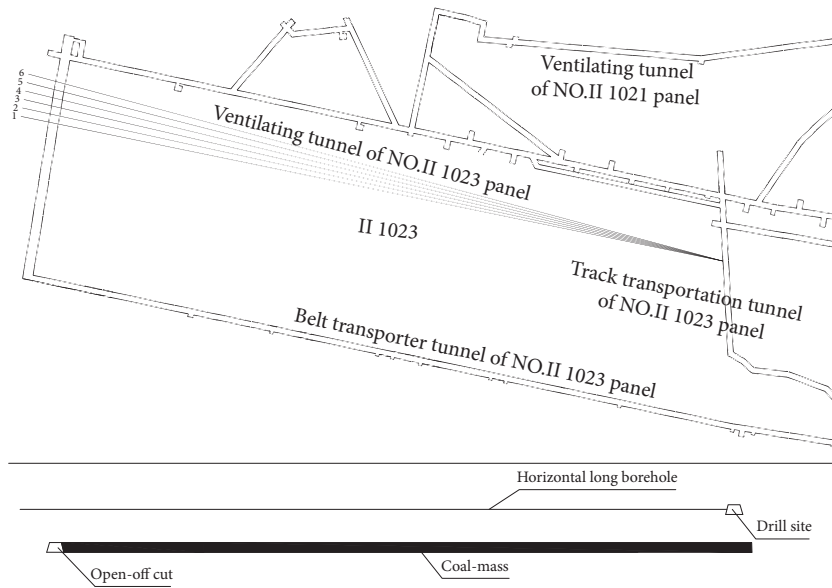 Ventilating tunnel
of NO.II 1021 panel
6
5
4
3
2
1
Ventilating tunnel of NO.II 1023 panel
II 1023
Track transportation tunnel
of NO.II 1023 panel
Belt transporter tunnel of NO.II 1023 panel
Horizontal long borehole
Drill site
Open-off cut
Coal-mass